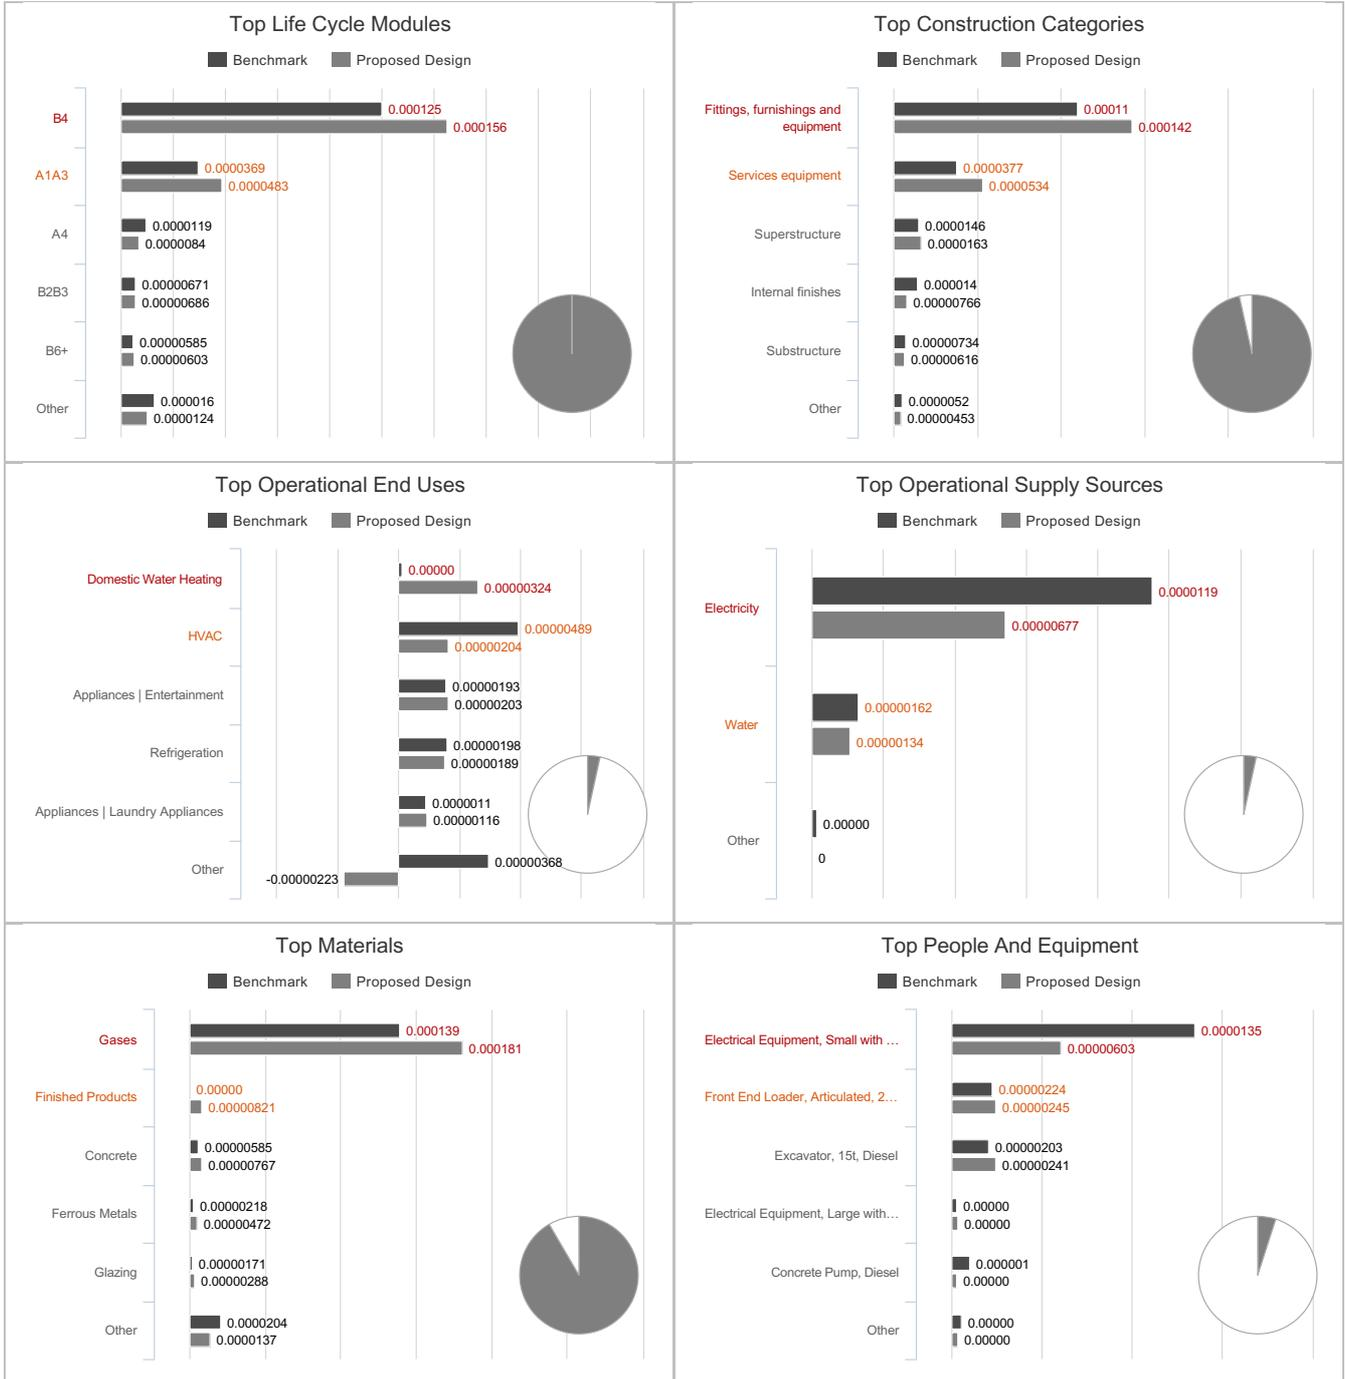 Top Life Cycle Modules
Benchmark
Proposed Design
B4
0.000125
0.000156
A1A3
0.0000369
0.0000483
A4
0.0000119
0.0000084
B2B3
0.00000671
0.00000686
B6+
0.00000585
0.00000603
Other
0.000016
0.0000124
Top Construction Categories
Benchmark
Proposed Design
Fittings, furnishings and
equipment
0.00011
0.000142
Services equipment
0.0000377
0.0000534
Superstructure
0.0000146
0.0000163
Internal finishes
0.000014
0.00000766
Substructure
0.00000734
0.00000616
Other
0.0000052
0.00000453
Top Operational End Uses
Benchmark
Proposed Design
Domestic Water Heating
0.00000
0.00000324
HVAC
0.00000489
0.00000204
Appliances | Entertainment
0.00000193
0.00000203
Refrigeration
0.00000198
0.00000189
Appliances | Laundry Appliances
0.0000011
0.00000116
Other
0.00000368
-0.00000223
Top Operational Supply Sources
Benchmark
Proposed Design
Electricity
0.0000119
0.00000677
Water
0.00000162
0.00000134
Other
0.00000
0
Top Materials
Benchmark
Proposed Design
Gases
0.000139
0.000181
Finished Products
0.00000
0.00000821
Concrete
0.00000585
0.00000767
Ferrous Metals
0.00000218
0.00000472
Glazing
0.00000171
0.00000288
Other
0.0000204
0.0000137
Top People And Equipment
Benchmark
Proposed Design
Electrical Equipment, Small with ...
0.0000135
0.00000603
Front End Loader, Articulated, 2...
0.00000224
0.00000245
Excavator, 15t, Diesel
0.00000203
0.00000241
Electrical Equipment, Large with...
0.00000
0.00000
Concrete Pump, Diesel
0.000001
0.00000
Other
0.00000
0.00000